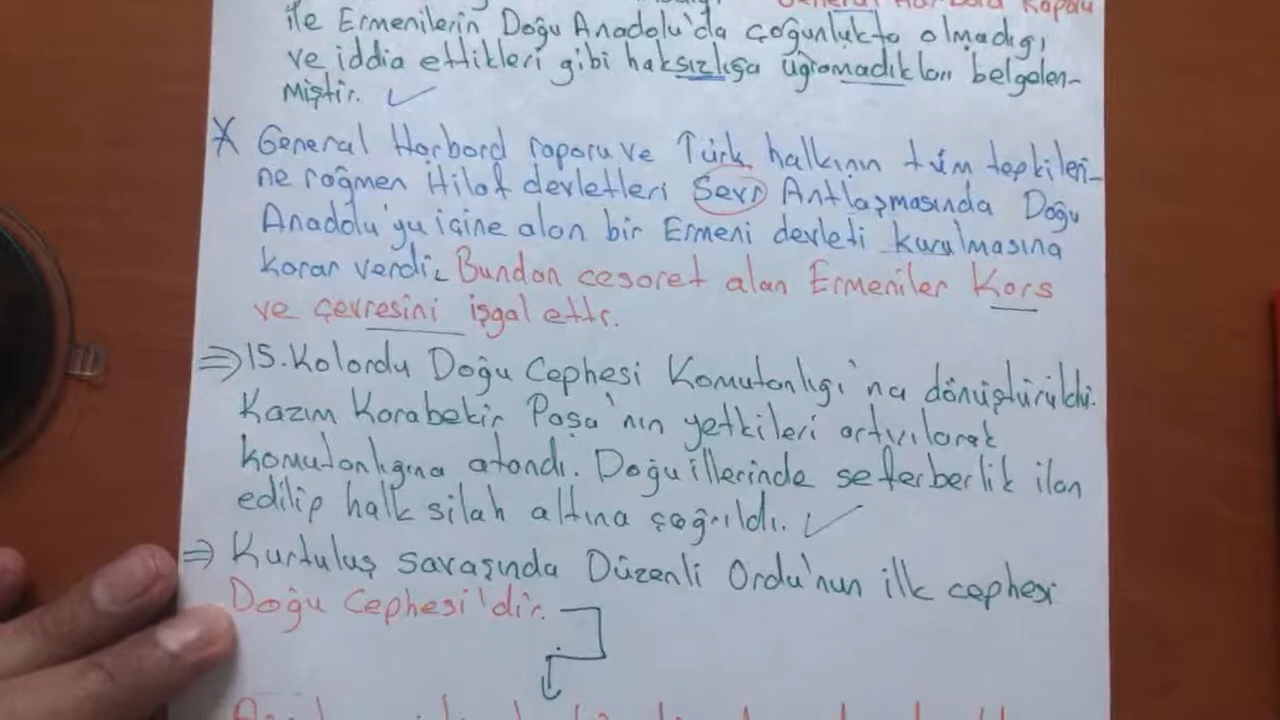 General Harbord Raporu
ile Ermenilerin Doğu Anadolu'da çoğunlukta olmadığı
ve iddia ettikleri gibi haksızlığa uğramadıkları belgelen-
miştir.
General Harbord raporu ve Türk halkının tüm tepkileri-
ne rağmen itilaf devletleri Sevr Antlaşmasında Doğu
Anadolu'yu içine alan bir Ermeni devleti kurulmasına
karar verdi. Bundan cesaret alan Ermeniler Kars
ve çevresini işgal etti.
⇒ 15. Kolordu Doğu Cephesi Komutanlığı'na dönüştürüldü.
Kazım Karabekir Paşa'nın yetkileri artırılarak
komutanlığına atandı. Doğu illerinde seferberlik ilan
edilip halk silah altına çağrıldı.
⇒ Kurtuluş savaşında Düzenli Ordu'nun ilk cephesi
Doğu Cephesi'dir.